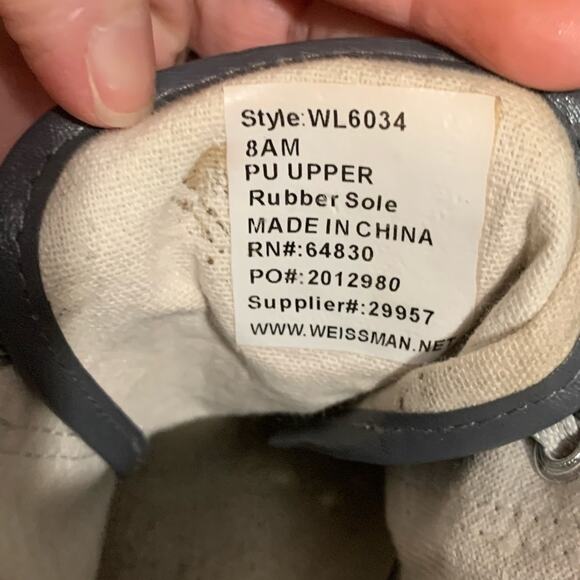 Style:WL6034
8AM
PU UPPER
Rubber Sole
MADE IN CHINA
RN#:64830
PO#:2012980
Supplier#:29957
WWW.WEISSMAN.NET